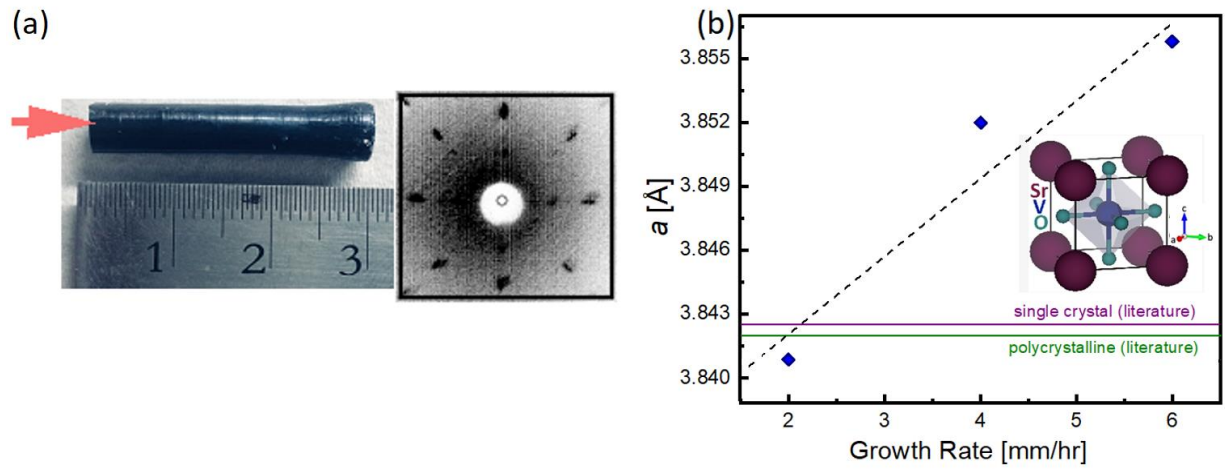 (a)
1 2 3
(b)
a [Å]
3.855
3.852
3.849
3.846
3.843
3.840
Sr
V
O
c
a b
single crystal (literature)
polycrystalline (literature)
2 3 4 5 6
Growth Rate [mm/hr]